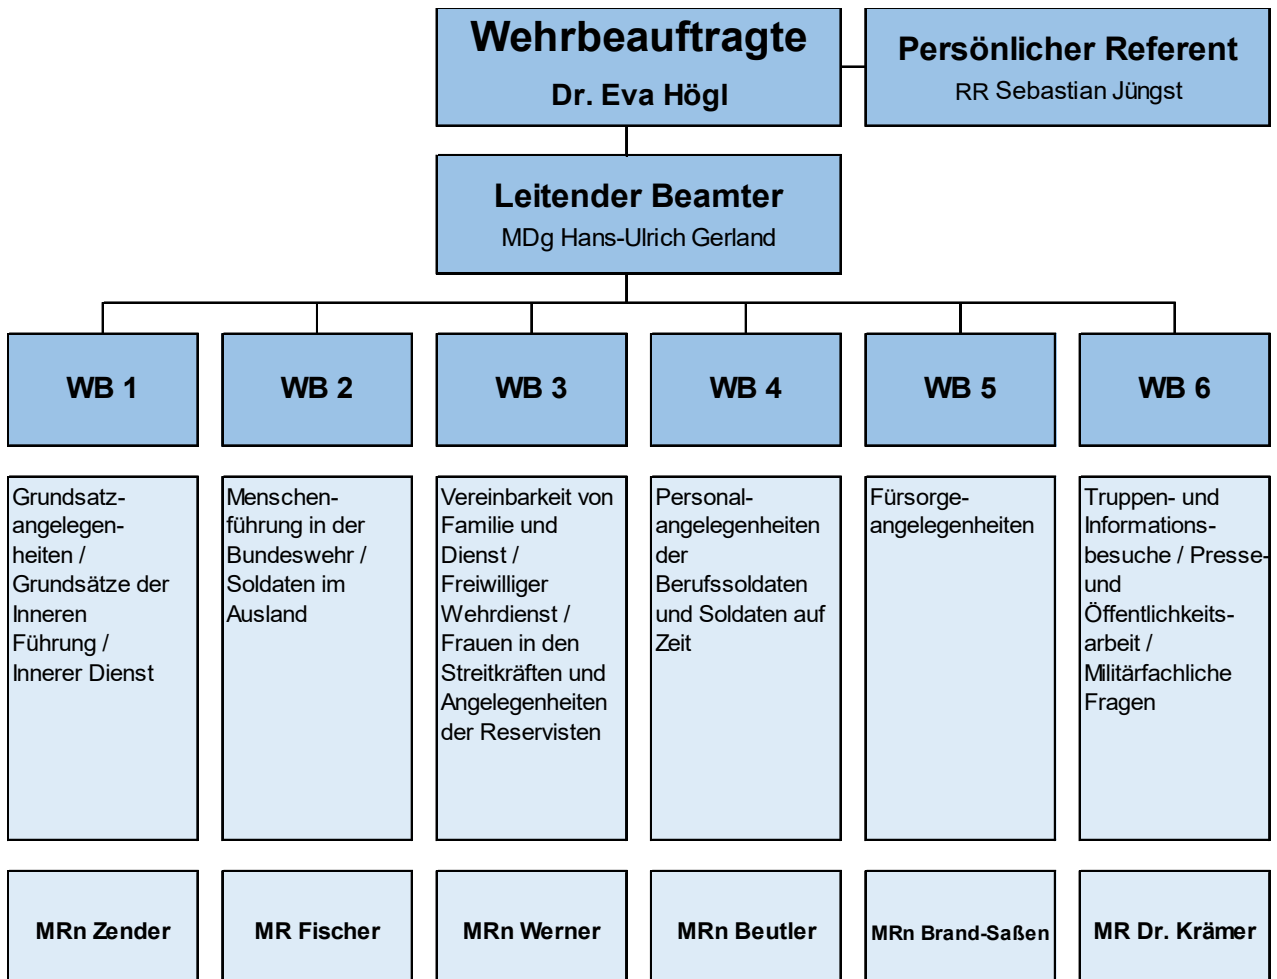 Wehrbeauftragte
Dr. Eva Högl
Persönlicher Referent
RR Sebastian Jüngst
Leitender Beamter
MDg Hans-Ulrich Gerland
WB 1
WB 2
WB 3
WB 4
WB 5
WB 6
Grundsatz-
angelegen-
heiten /
Grundsätze der
Inneren
Führung /
Innerer Dienst
Menschen-
führung in der
Bundeswehr /
Soldaten im
Ausland
Vereinbarkeit von
Familie und
Dienst /
Freiwilliger
Wehrdienst /
Frauen in den
Streitkräften und
Angelegenheiten
der Reservisten
Personal-
angelegenheiten
der
Berufssoldaten
und Soldaten auf
Zeit
Fürsorge-
angelegenheiten
Truppen- und
Informations-
besuche / Presse-
und
Öffentlichkeits-
arbeit /
Militärfachliche
Fragen
MRn Zender
MR Fischer
MRn Werner
MRn Beutler
MRn Brand-Saßen
MR Dr. Krämer